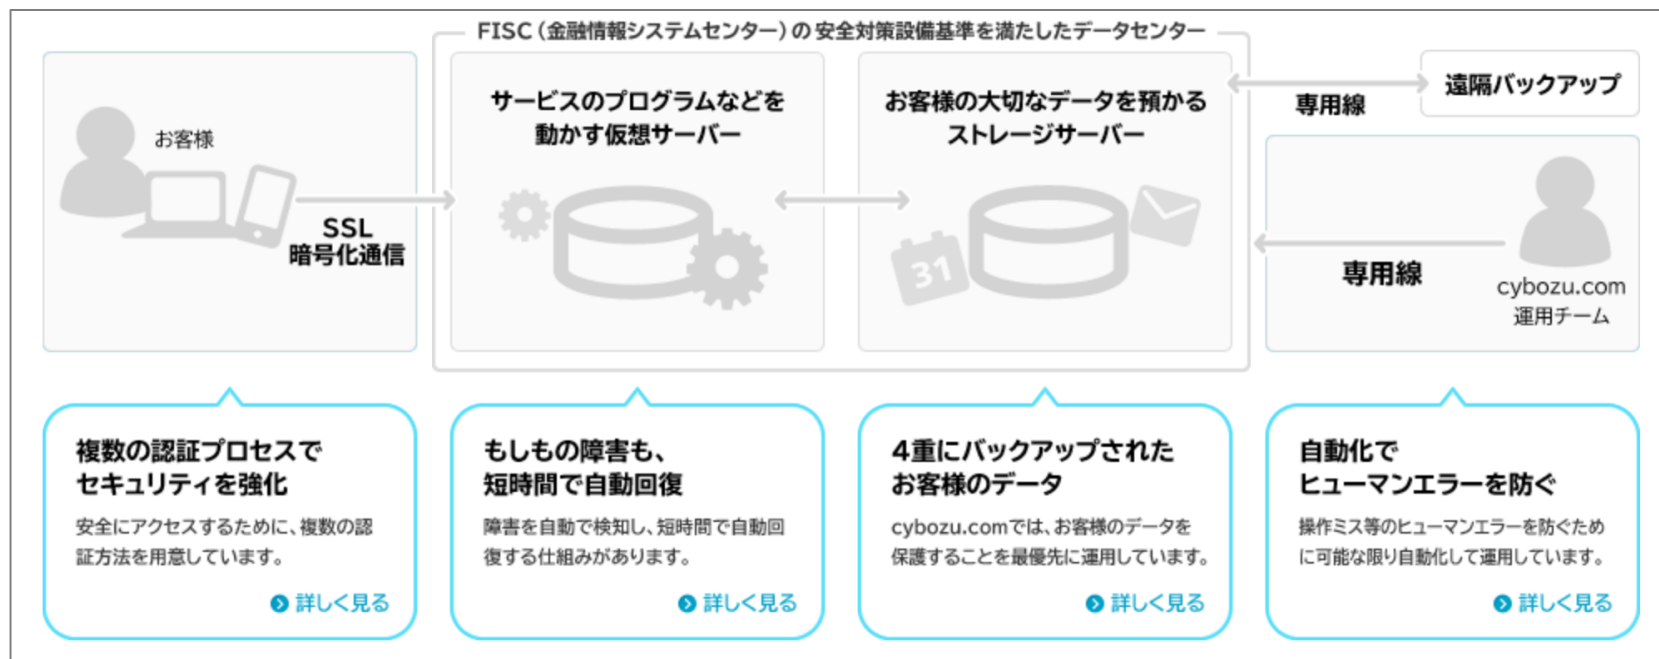 FISC（金融情報システムセンター）の安全対策設備基準を満たしたデータセンター
お客様
SSL
暗号化通信
サービスのプログラムなどを
動かす仮想サーバー
お客様の大切なデータを預かる
ストレージサーバー
31
専用線
遠隔バックアップ
専用線
cybozu.com
運用チーム
複数の認証プロセスで
セキュリティを強化
安全にアクセスするために、複数の認
証方法を用意しています。
詳しく見る
もしもの障害も、
短時間で自動回復
障害を自動で検知し、短時間で自動回
復する仕組みがあります。
詳しく見る
4重にバックアップされた
お客様のデータ
cybozu.comでは、お客様のデータを
保護することを最優先に運用しています。
詳しく見る
自動化で
ヒューマンエラーを防ぐ
操作ミス等のヒューマンエラーを防ぐため
に可能な限り自動化して運用しています。
詳しく見る